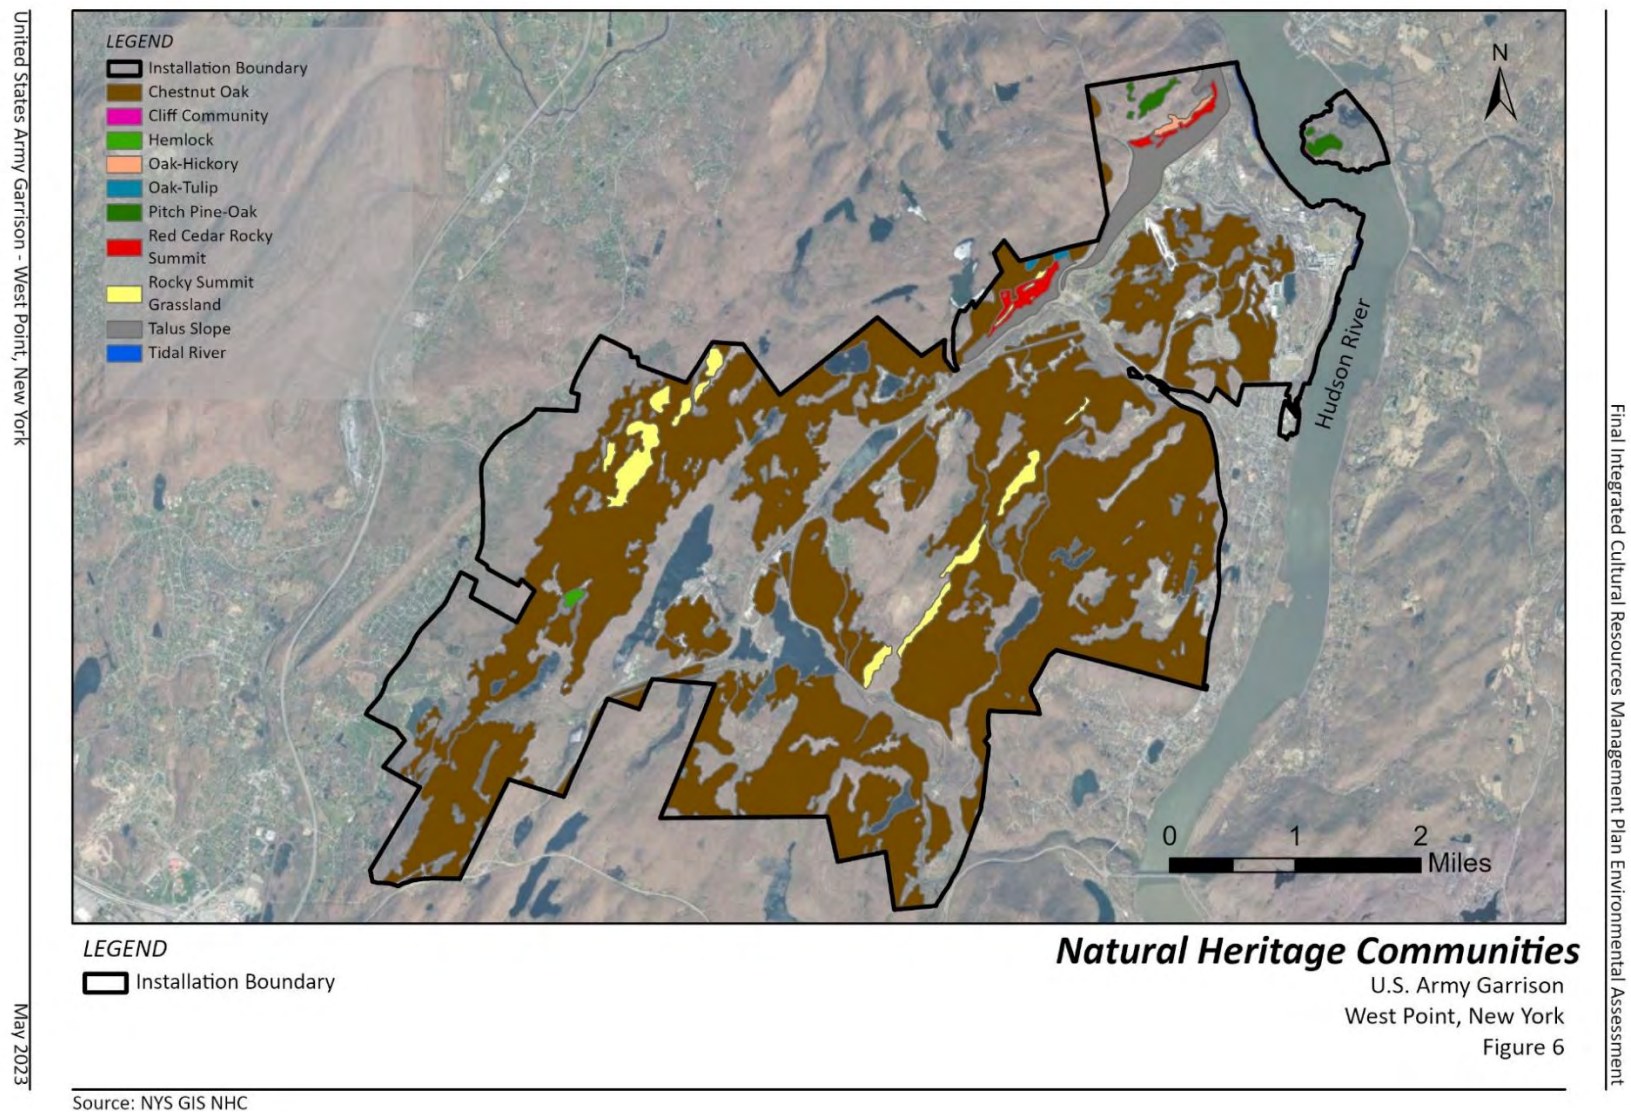 United States Army Garrison - West Point, New York
May 2023
LEGEND
Installation Boundary
Chestnut Oak
Cliff Community
Hemlock
Oak-Hickory
Oak-Tulip
Pitch Pine-Oak
Red Cedar Rocky
Summit
Rocky Summit
Grassland
Talus Slope
Tidal River
N
Hudson River
0 1 2
Miles
LEGEND
Installation Boundary
Natural Heritage Communities
U.S. Army Garrison
West Point, New York
Figure 6
Source: NYS GIS NHC
Final Integrated Cultural Resources Management Plan Environmental Assessment